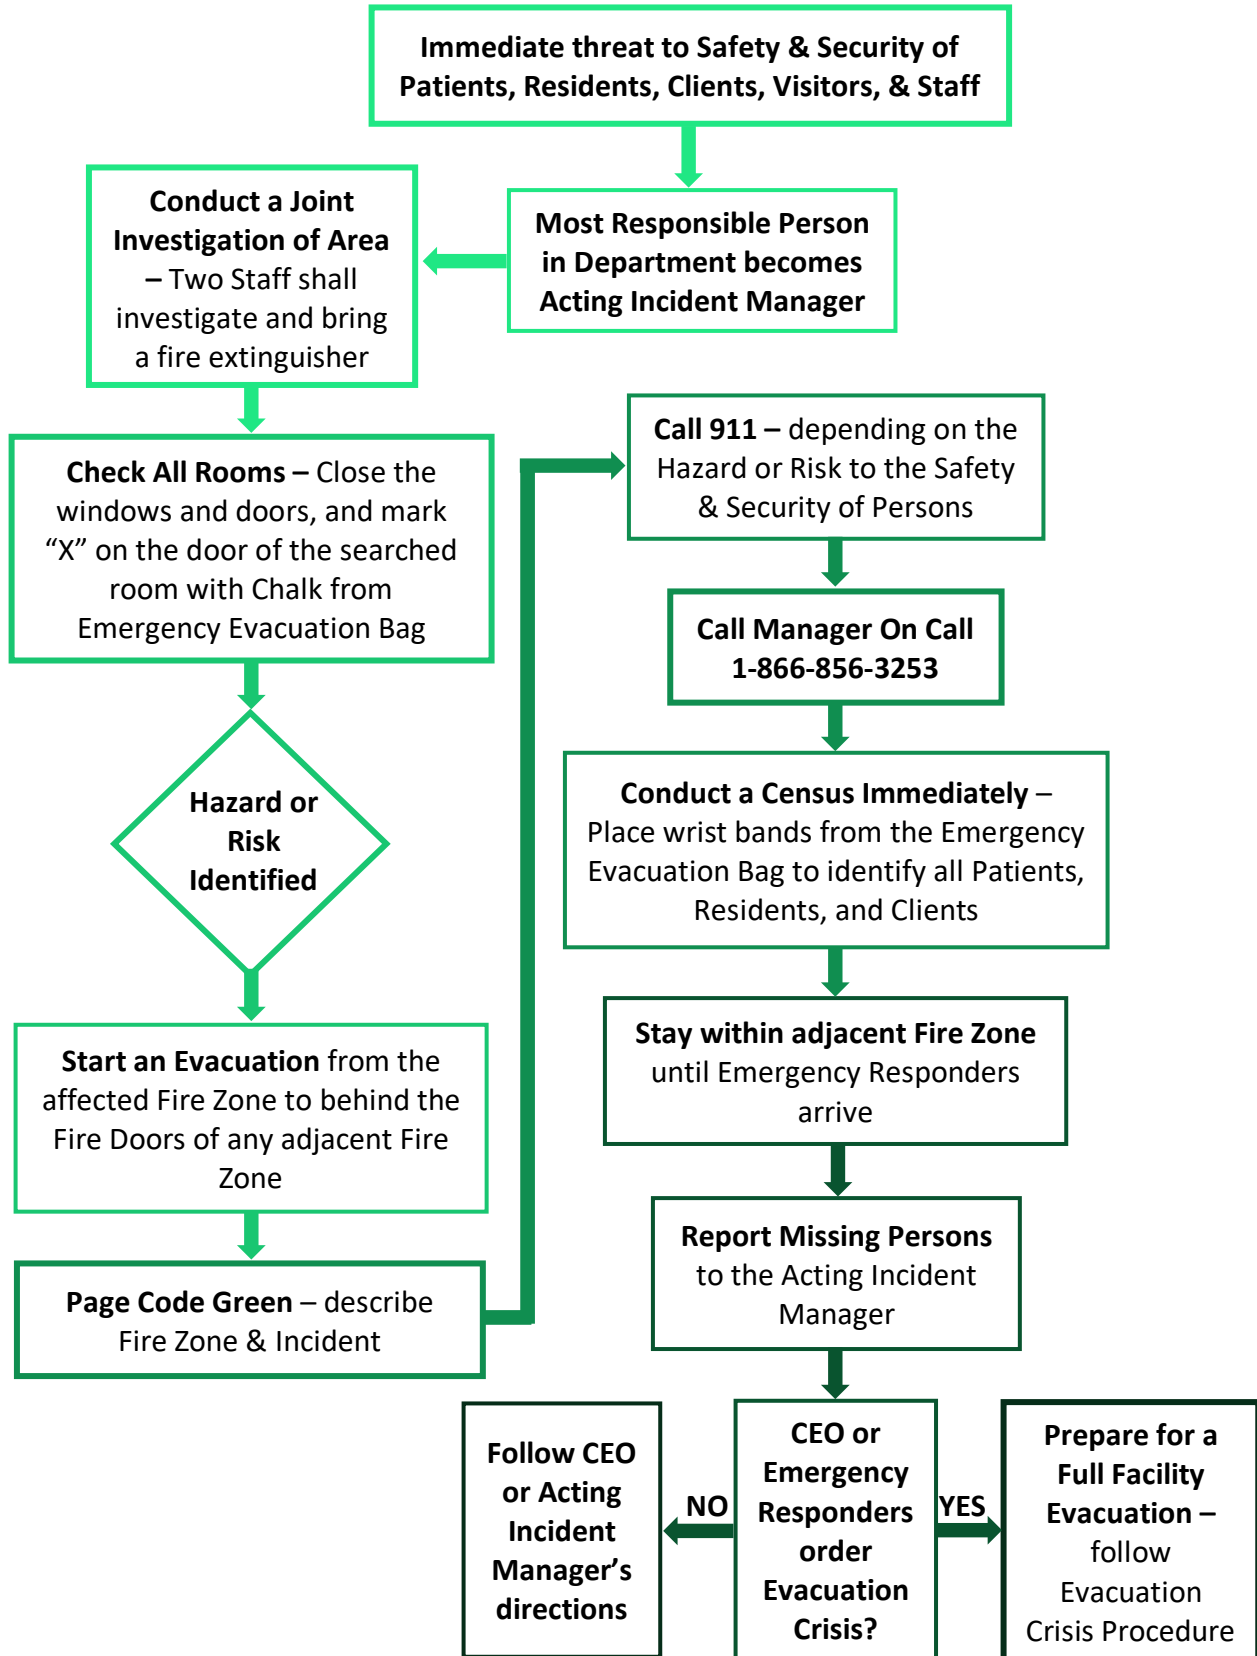 Immediate threat to Safety & Security of
Patients, Residents, Clients, Visitors, & Staff
Most Responsible Person
in Department becomes
Acting Incident Manager
Conduct a Joint
Investigation of Area
– Two Staff shall
investigate and bring
a fire extinguisher
Check All Rooms – Close the
windows and doors, and mark
“X” on the door of the searched
room with Chalk from
Emergency Evacuation Bag
Hazard or
Risk
Identified
Start an Evacuation from the
affected Fire Zone to behind the
Fire Doors of any adjacent Fire
Zone
Page Code Green – describe
Fire Zone & Incident
Call 911 – depending on the
Hazard or Risk to the Safety
& Security of Persons
Call Manager On Call
1-866-856-3253
Conduct a Census Immediately –
Place wrist bands from the Emergency
Evacuation Bag to identify all Patients,
Residents, and Clients
Stay within adjacent Fire Zone
until Emergency Responders
arrive
Report Missing Persons
to the Acting Incident
Manager
CEO or
Emergency
Responders
order
Evacuation
Crisis?
NO
Follow CEO
or Acting
Incident
Manager’s
directions
YES
Prepare for a
Full Facility
Evacuation –
follow
Evacuation
Crisis Procedure